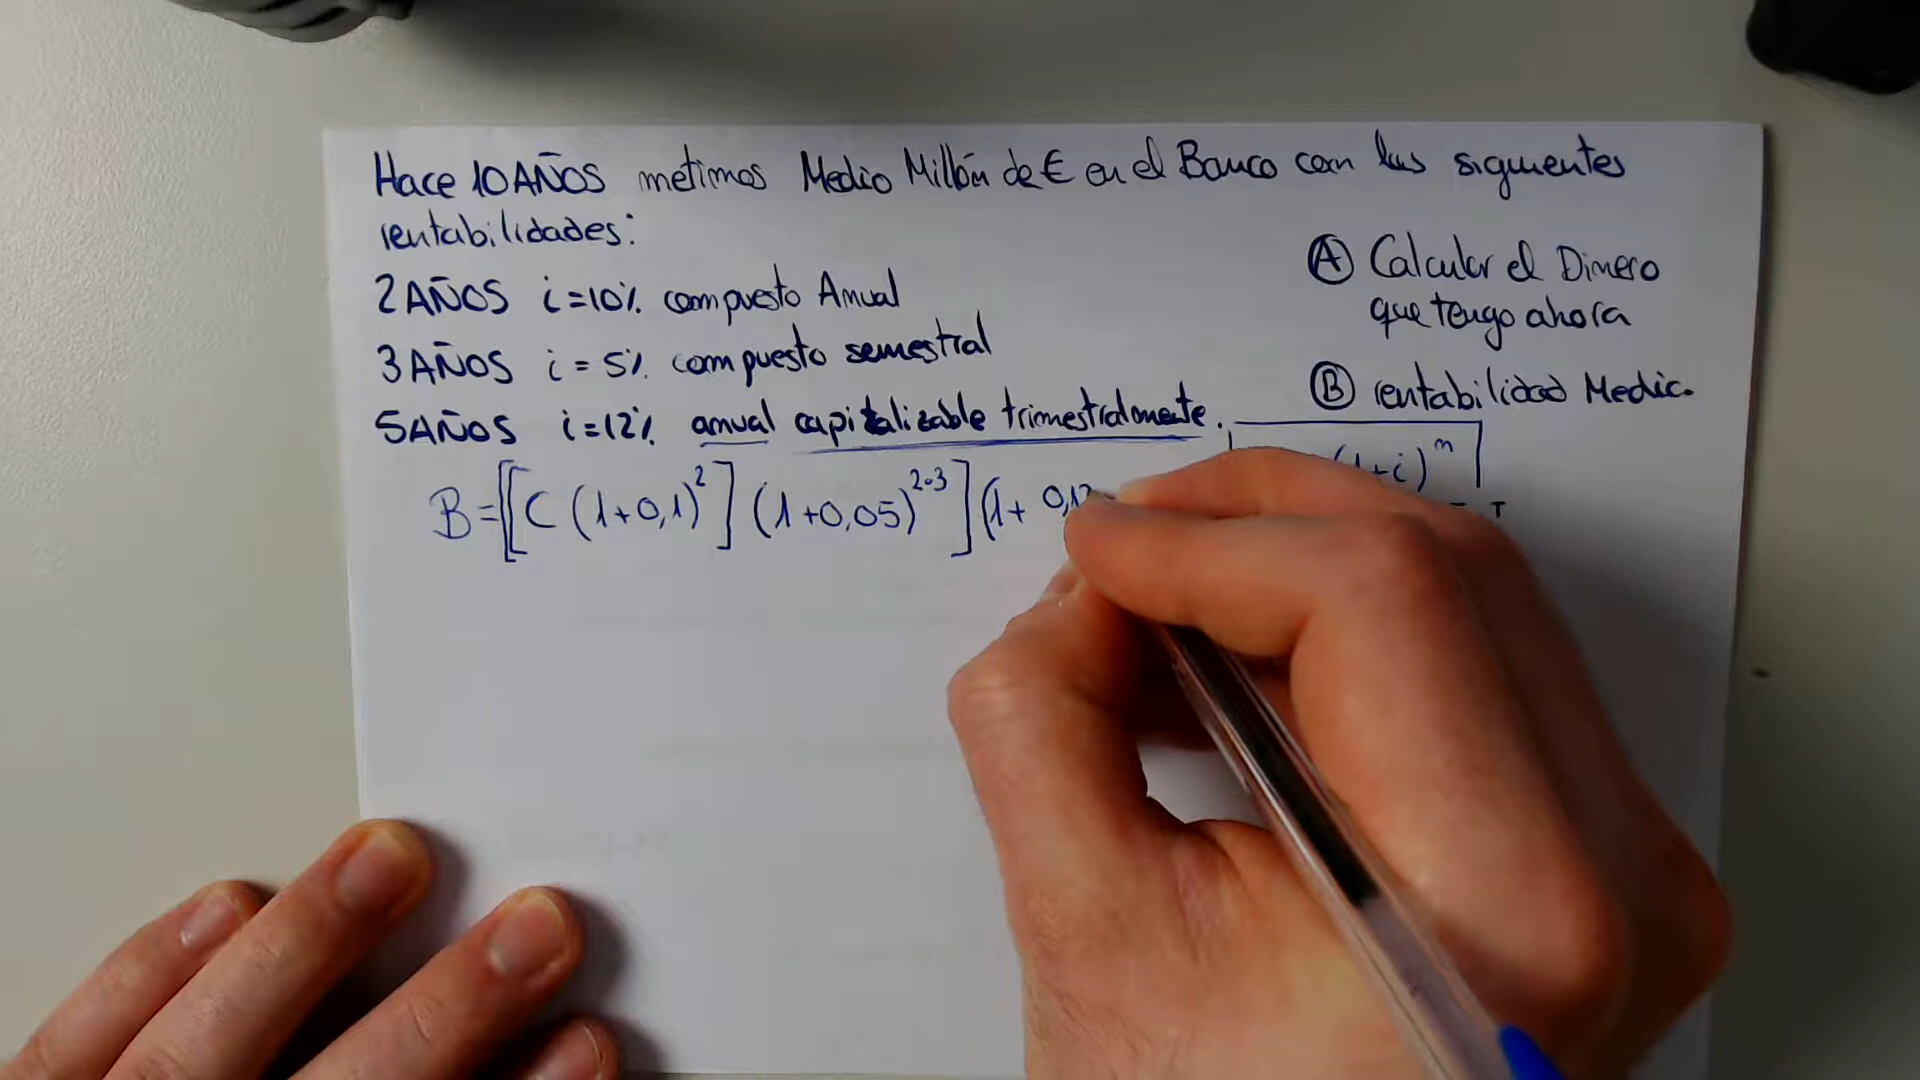 Hace 10 AÑOS metimos Medio Millón de € en el Banco con las siguientes
rentabilidades:
2 AÑOS i=10% compuesto Anual
3 AÑOS i = 5% compuesto semestral
5 AÑOS i=12% anual capitalizable trimestralmente.
Ⓐ Calcular el Dinero
que tengo ahora
Ⓑ rentabilidad Media.
+i)^n
B=[[C (1+0,1)^2] (1+0,05)^2·3] (1+ 0,12